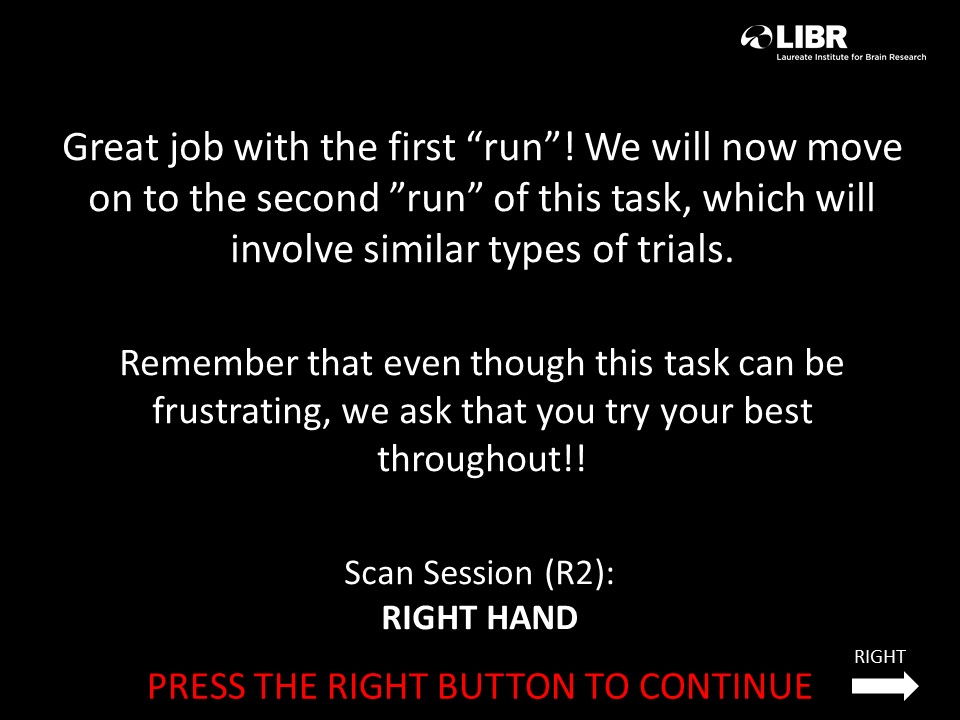 LIBR
Laureate Institute for Brain Research
Great job with the first “run”! We will now move
on to the second ”run” of this task, which will
involve similar types of trials.
Remember that even though this task can be
frustrating, we ask that you try your best
throughout!!
Scan Session (R2):
RIGHT HAND
RIGHT
PRESS THE RIGHT BUTTON TO CONTINUE